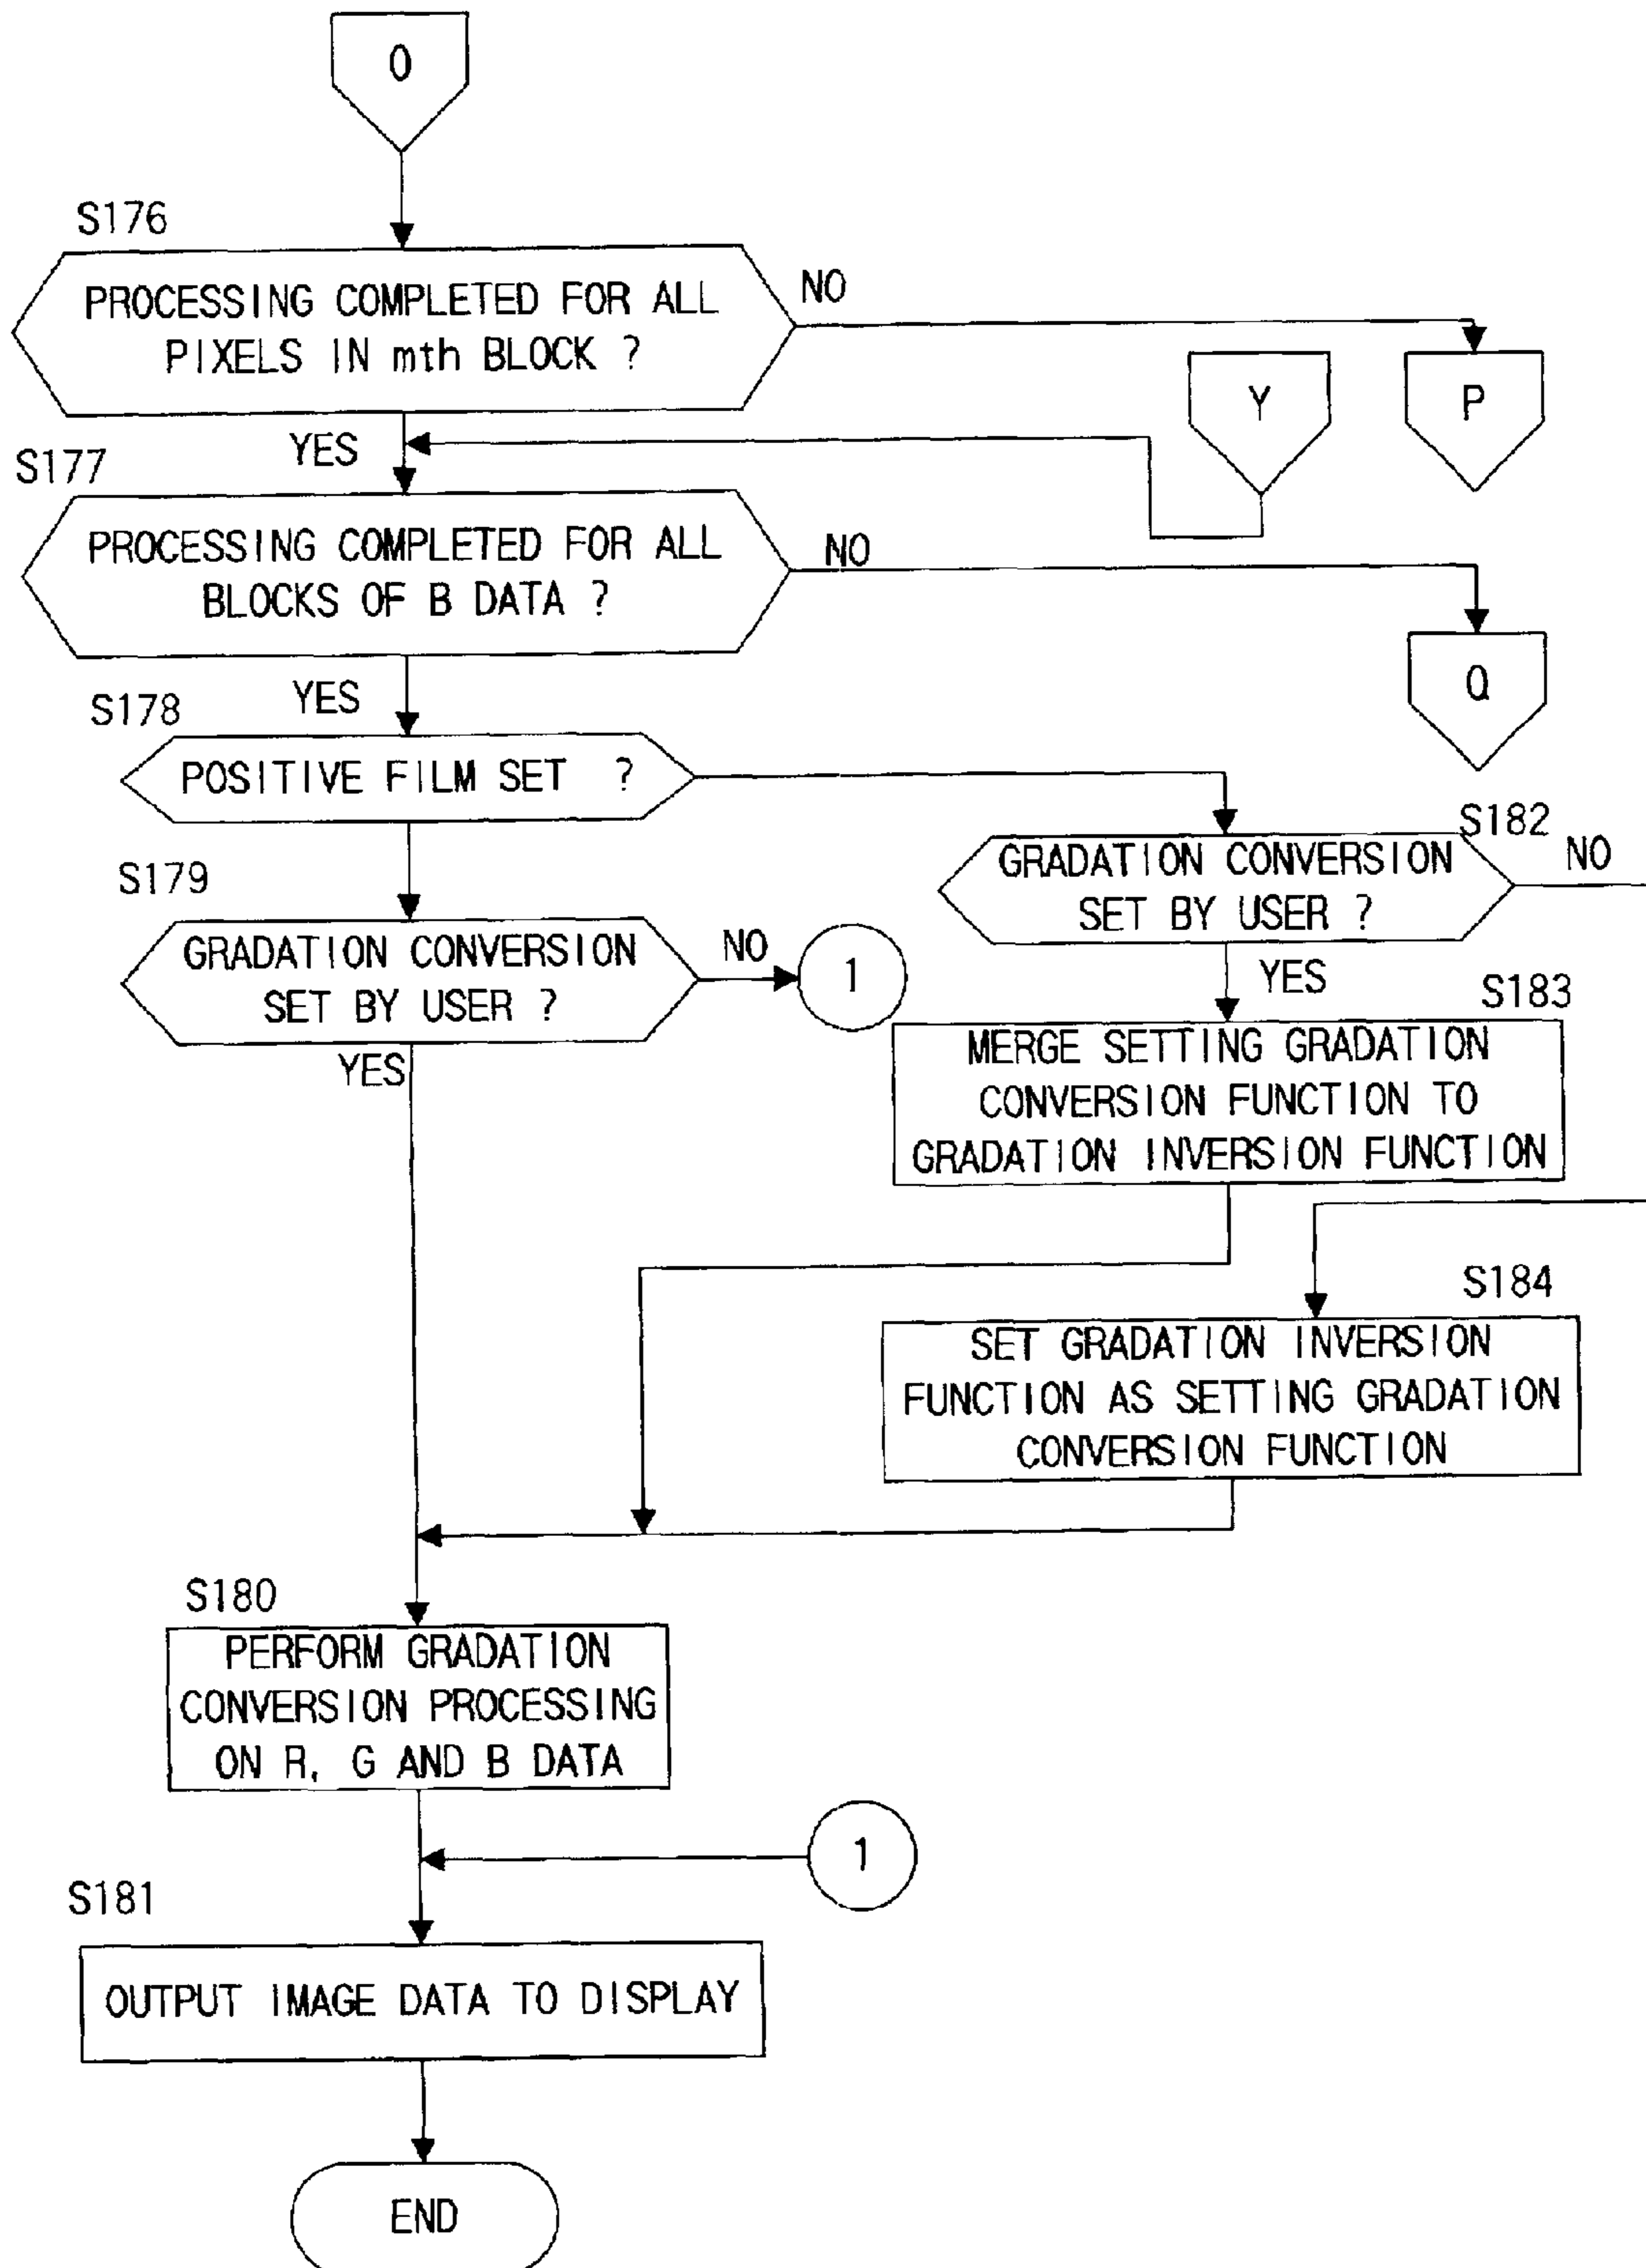 O
S176
PROCESSING COMPLETED FOR ALL
PIXELS IN mth BLOCK ?
NO
P
Y
YES
S177
PROCESSING COMPLETED FOR ALL
BLOCKS OF B DATA ?
NO
Q
YES
S178
POSITIVE FILM SET ?
S182
GRADATION CONVERSION
SET BY USER ?
NO
YES
S179
GRADATION CONVERSION
SET BY USER ?
NO
1
YES
S183
MERGE SETTING GRADATION
CONVERSION FUNCTION TO
GRADATION INVERSION FUNCTION
S184
SET GRADATION INVERSION
FUNCTION AS SETTING GRADATION
CONVERSION FUNCTION
S180
PERFORM GRADATION
CONVERSION PROCESSING
ON R, G AND B DATA
1
S181
OUTPUT IMAGE DATA TO DISPLAY
END